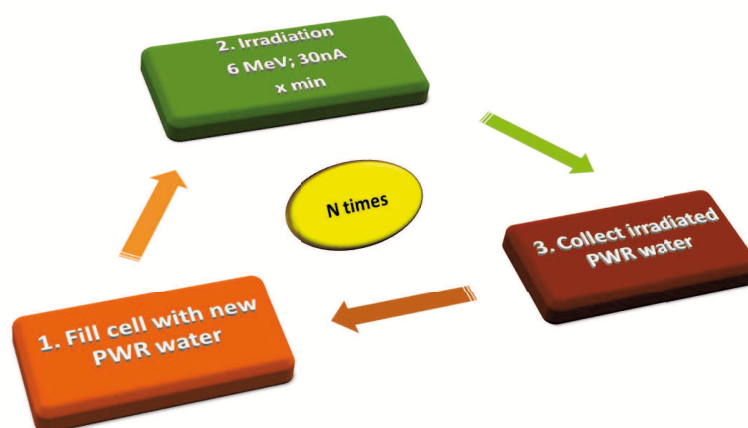 2. Irradiation
6 MeV; 30nA
x min
N times
3. Collect irradiated
PWR water
1. Fill cell with new
PWR water